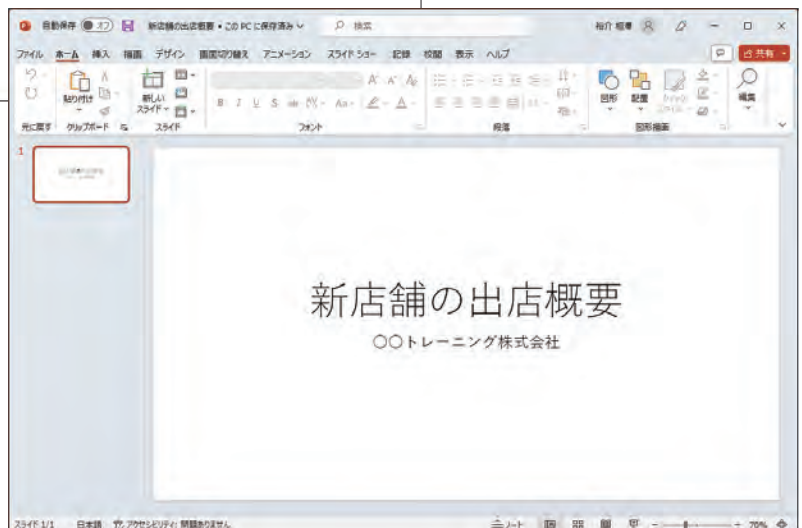 自動保存 オフ 新店舗の出店概要 • この PC に保存済み 検索
ファイル ホーム 挿入 描画 デザイン 画面切り替え アニメーション スライド ショー 記録 校閲 表示 ヘルプ 共有
貼り付け 新しい スライド 図形 配置 編集
元に戻す クリップボード スライド フォント 段落 図形描画
1
新店舗の出店概要
〇〇トレーニング株式会社
スライド 1/1 日本語 アクセシビリティ: 問題ありません ノート 70%